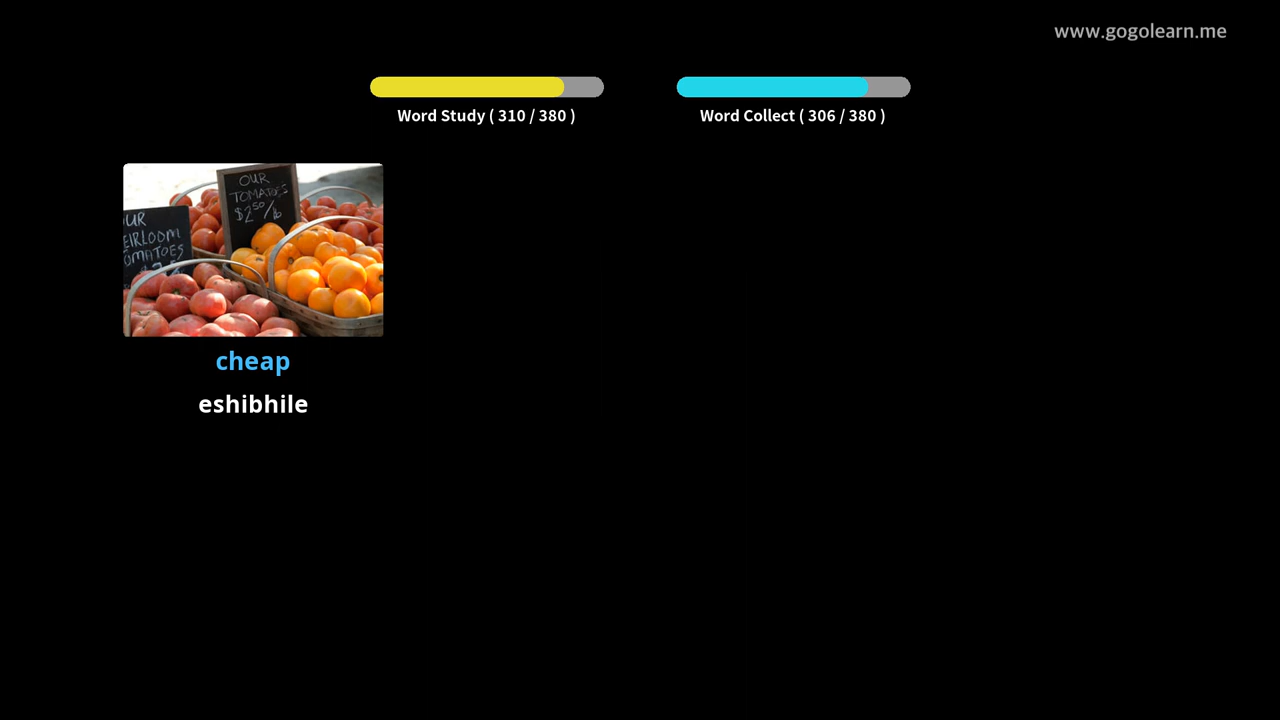 www.gogolearn.me
Word Study ( 310 / 380 )
Word Collect ( 306 / 380 )
OUR
TOMATOES
$2.50/lb
UR
EIRLOOM
OMATOES
cheap
eshibhile